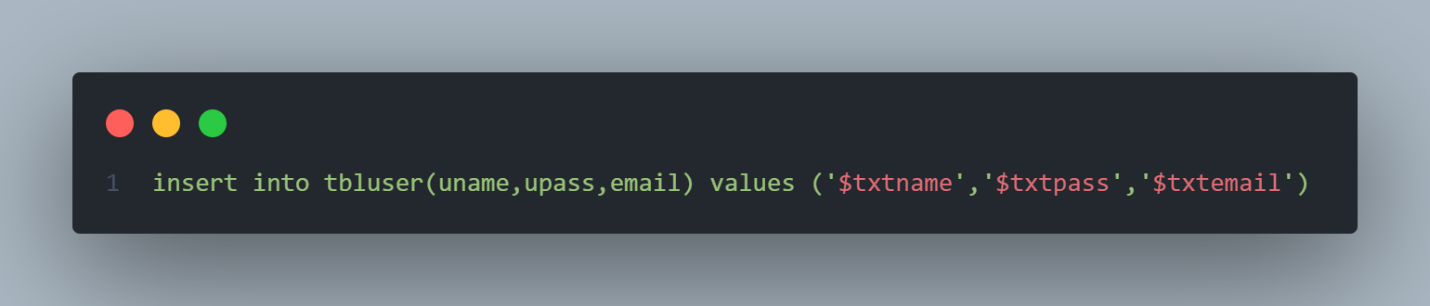 1 insert into tbluser(uname,upass,email) values ('$txtname','$txtpass','$txtemail')